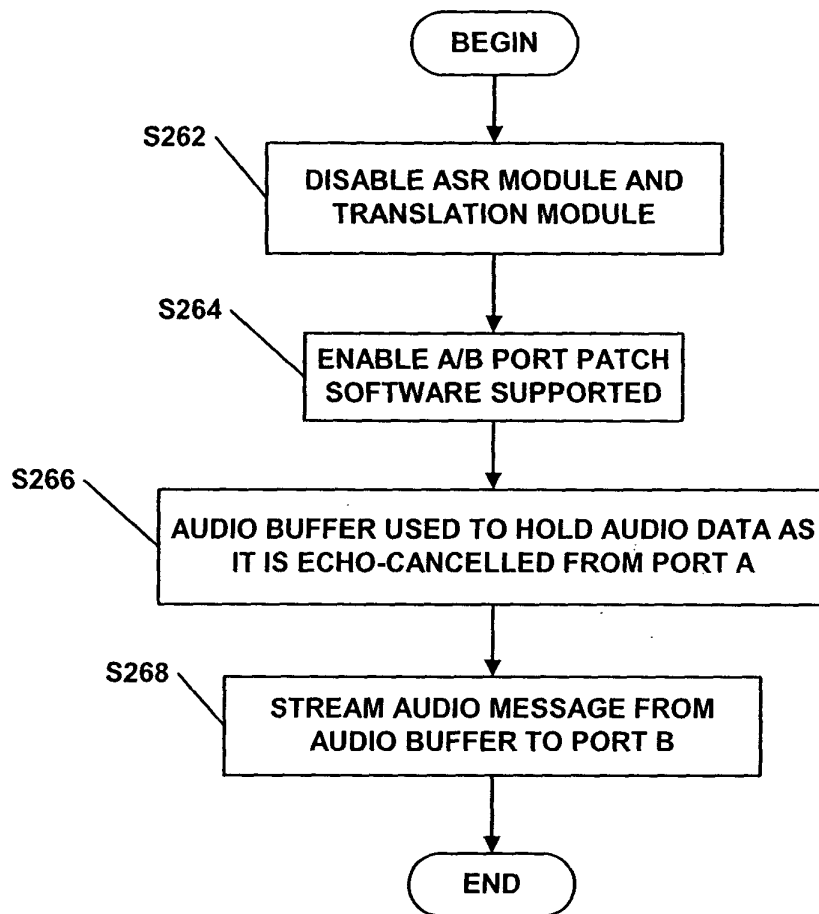 BEGIN
S262
DISABLE ASR MODULE AND
TRANSLATION MODULE
S264
ENABLE A/B PORT PATCH
SOFTWARE SUPPORTED
S266
AUDIO BUFFER USED TO HOLD AUDIO DATA AS
IT IS ECHO-CANCELLED FROM PORT A
S268
STREAM AUDIO MESSAGE FROM
AUDIO BUFFER TO PORT B
END